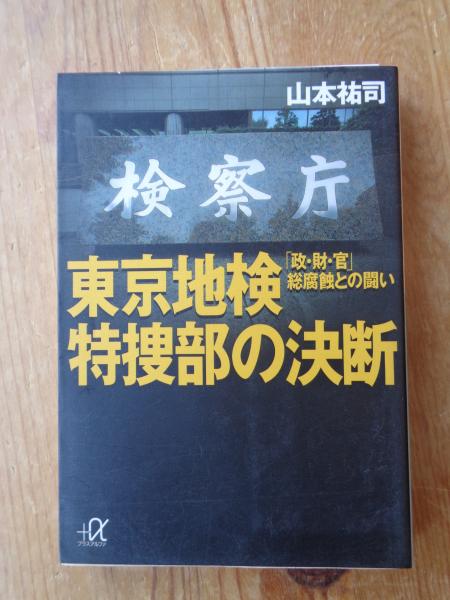 山本祐司
検察庁
東京地検
「政・財・官」
総腐蝕との闘い
特捜部の決断
+α
プラスアルファ